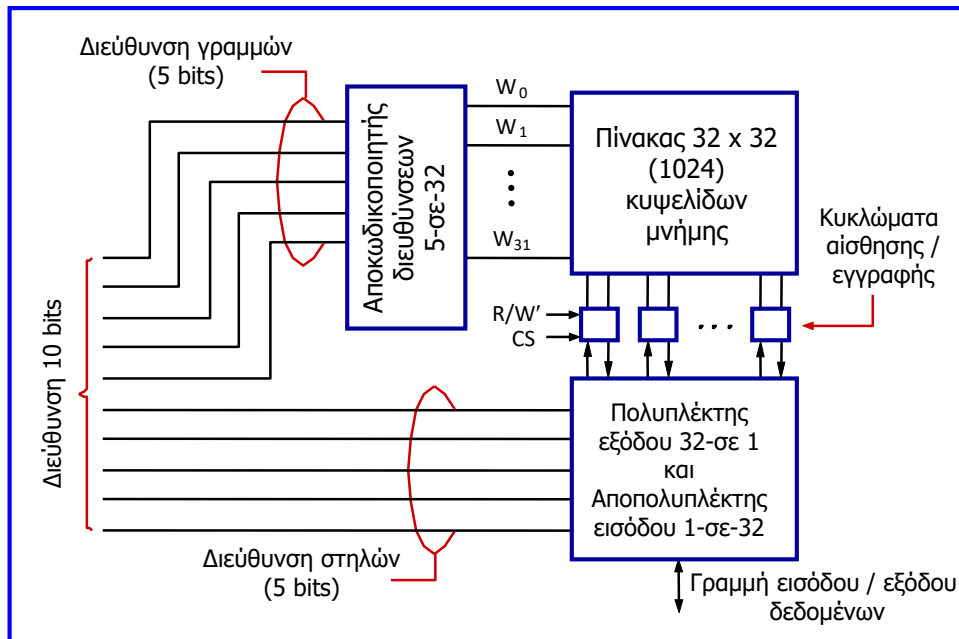 Διεύθυνση γραμμών
(5 bits)
Αποκωδικοποιητής
διευθύνσεων
5-σε-32
W0
W1
W31
Πίνακας 32 x 32
(1024)
κυψελίδων
μνήμης
Κυκλώματα
αίσθησης /
εγγραφής
R/W’
CS
. . .
Διεύθυνση 10 bits
Πολυπλέκτης
εξόδου 32-σε 1
και
Αποπολυπλέκτης
εισόδου 1-σε-32
Διεύθυνση στηλών
(5 bits)
Γραμμή εισόδου / εξόδου
δεδομένων